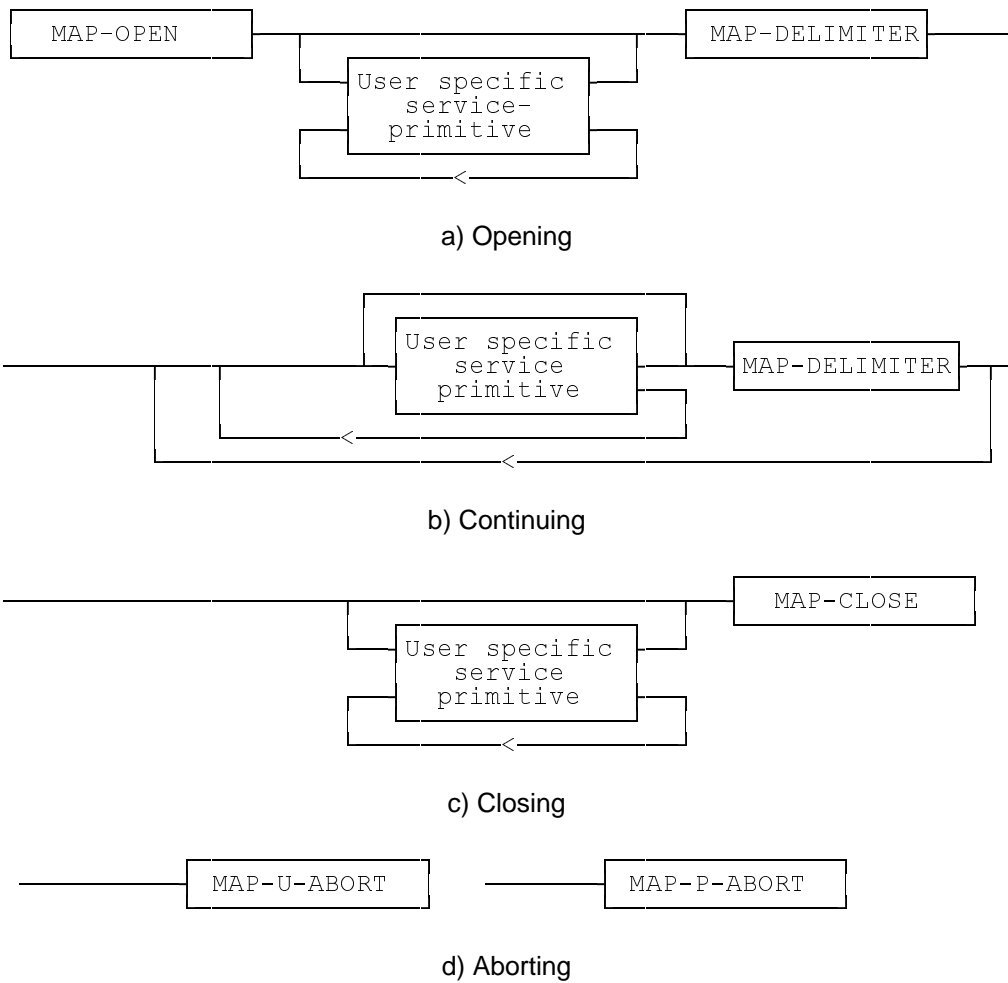 MAP-OPEN
MAP-DELIMITER
User specific
service-
primitive
<
a) Opening
User specific
service
primitive
MAP-DELIMITER
<
<
b) Continuing
MAP-CLOSE
User specific
service
primitive
<
c) Closing
MAP-U-ABORT
MAP-P-ABORT
d) Aborting